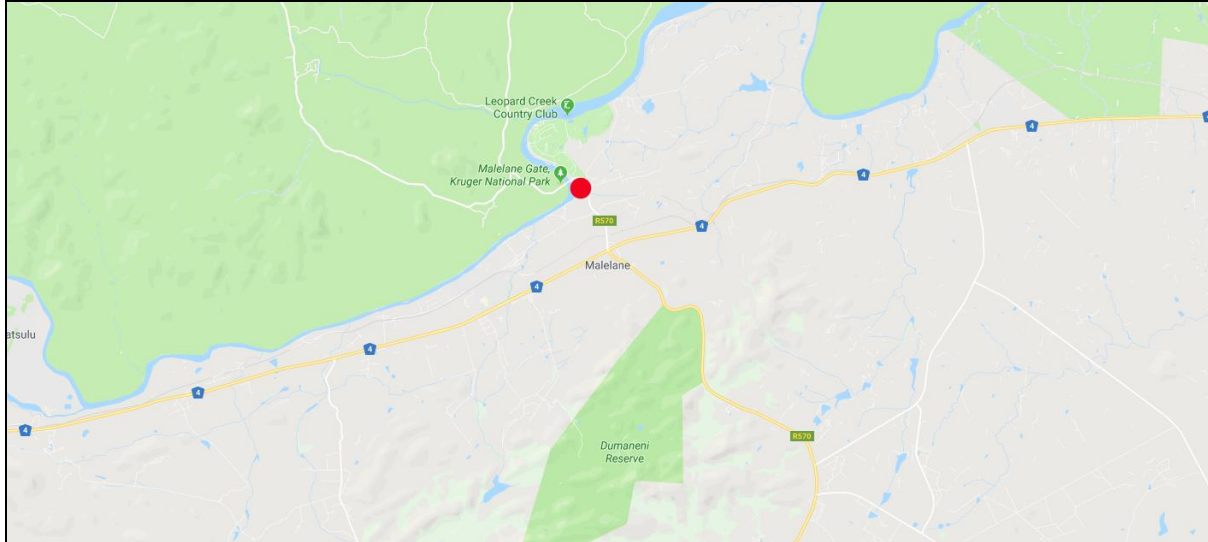 Leopard Creek
Country Club
4
4
Malelane Gate,
Kruger National Park
4
R570
4
Malelane
4
atsulu
4
4
4
R570
Dumaneni
Reserve